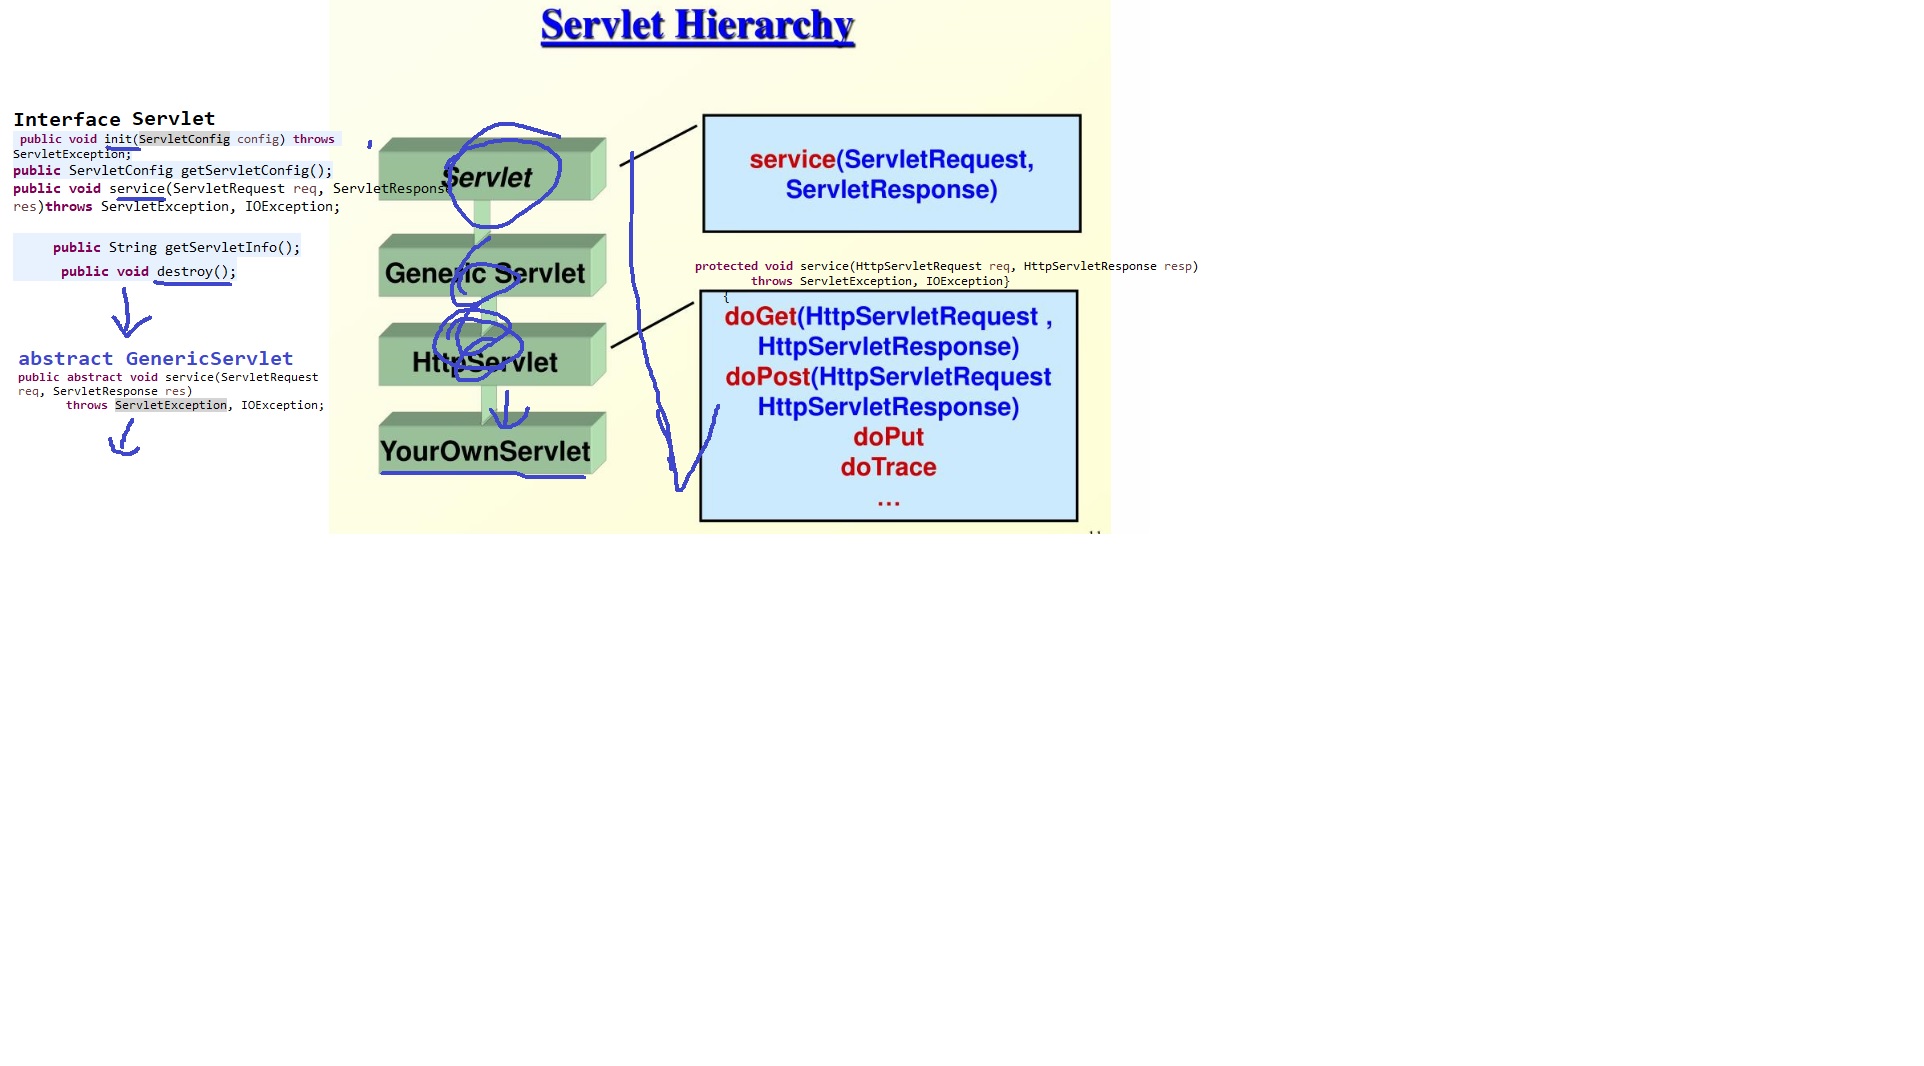 Servlet Hierarchy
Interface Servlet
public void init(ServletConfig config) throws
ServletException;
public ServletConfig getServletConfig();
public void service(ServletRequest req, ServletResponse
res)throws ServletException, IOException;
public String getServletInfo();
public void destroy();
abstract GenericServlet
public abstract void service(ServletRequest
req, ServletResponse res)
throws ServletException, IOException;
Servlet
Generic Servlet
HttpServlet
YourOwnServlet
service(ServletRequest,
ServletResponse)
protected void service(HttpServletRequest req, HttpServletResponse resp)
throws ServletException, IOException}
{
doGet(HttpServletRequest ,
HttpServletResponse)
doPost(HttpServletRequest
HttpServletResponse)
doPut
doTrace
...